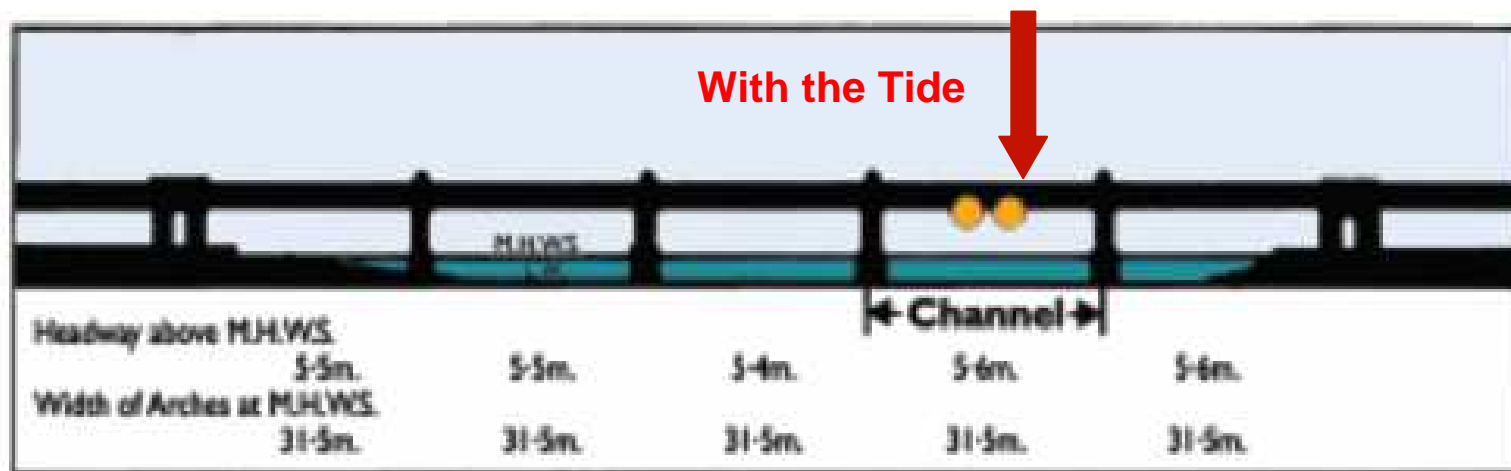 With the Tide
M.H.W.S.
Channel
Headway above M.H.W.S.
5·5m. 5·5m. 5·4m. 5·6m. 5·6m.
Width of Arches at M.H.W.S.
31·5m. 31·5m. 31·5m. 31·5m. 31·5m.